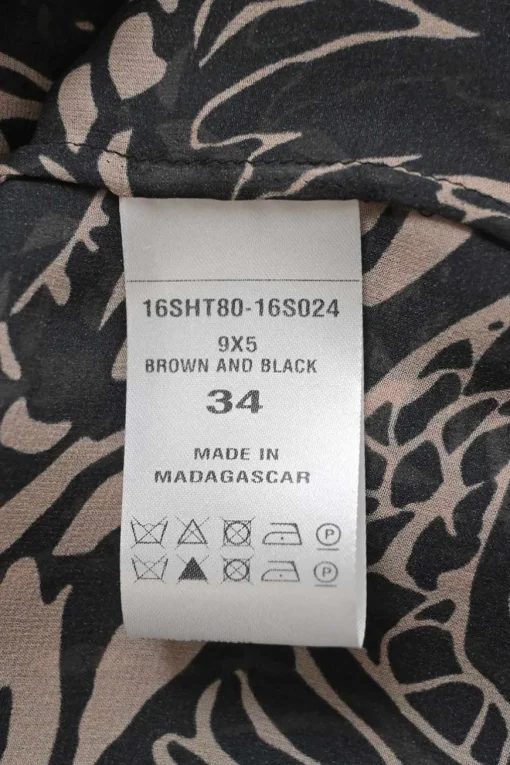 16SHT80-16S024
9X5
BROWN AND BLACK
34
MADE IN
MADAGASCAR
P
P